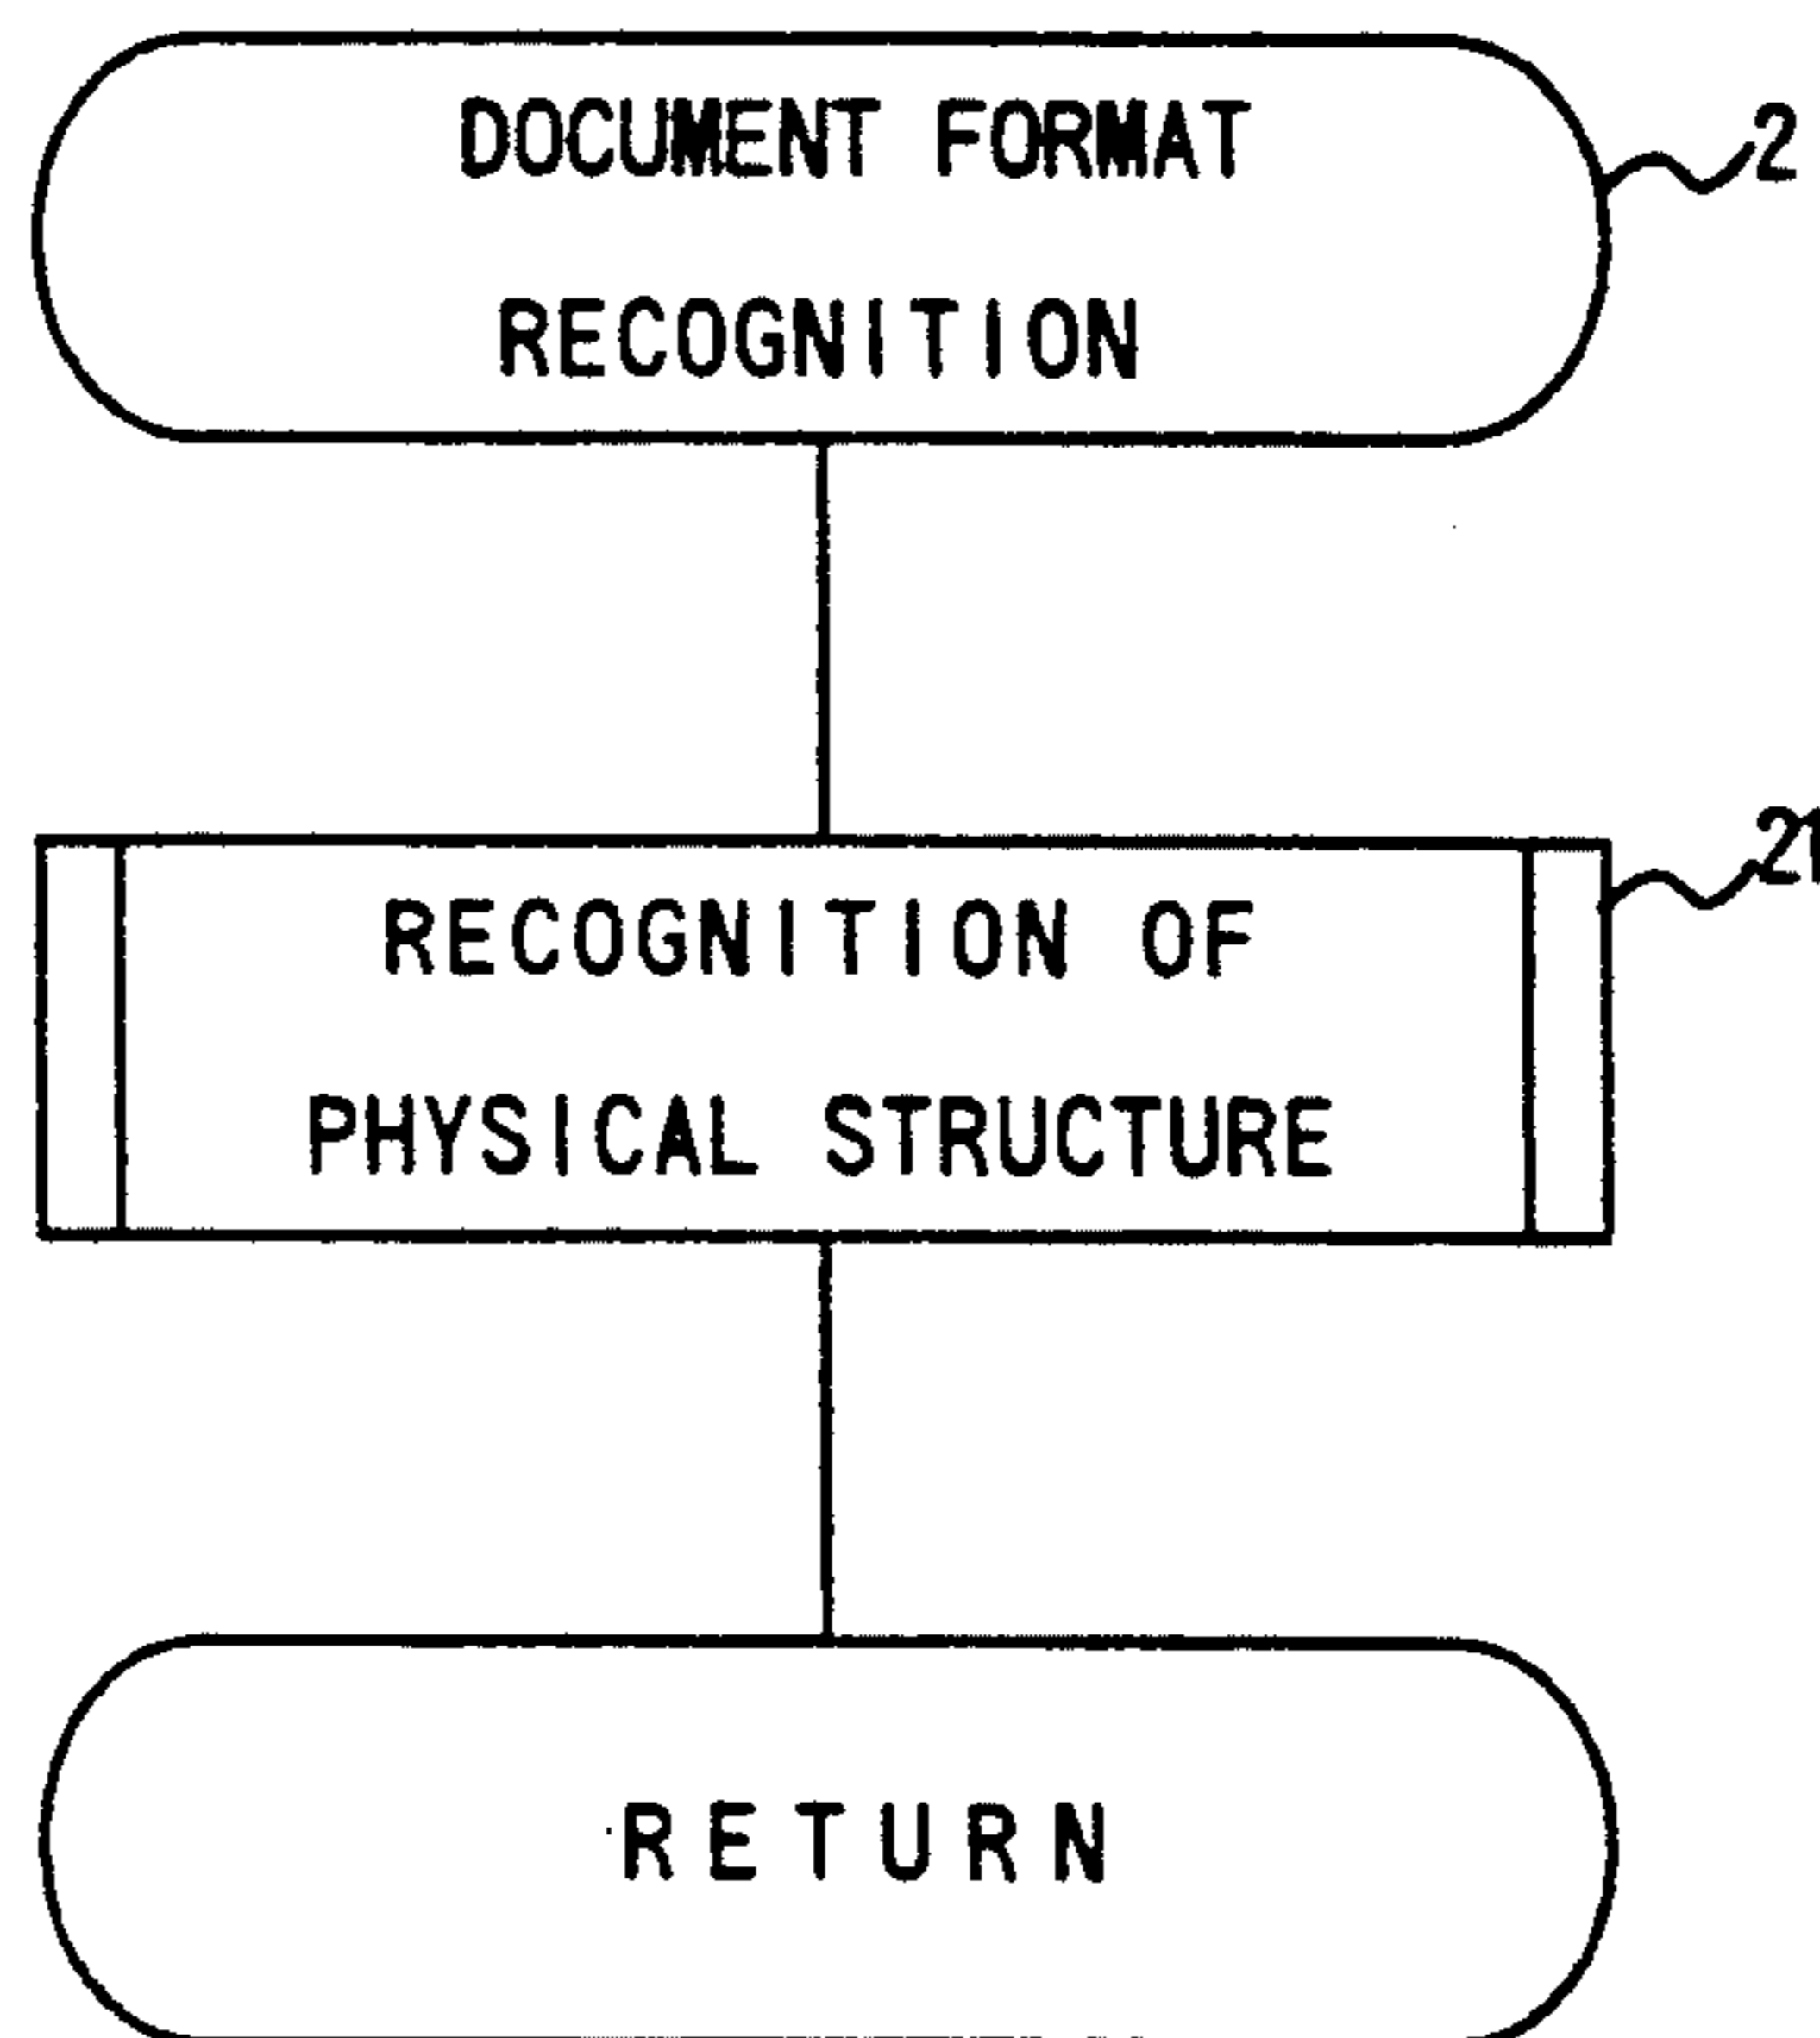 DOCUMENT FORMAT
2
RECOGNITION
21
RECOGNITION OF
PHYSICAL STRUCTURE
RETURN